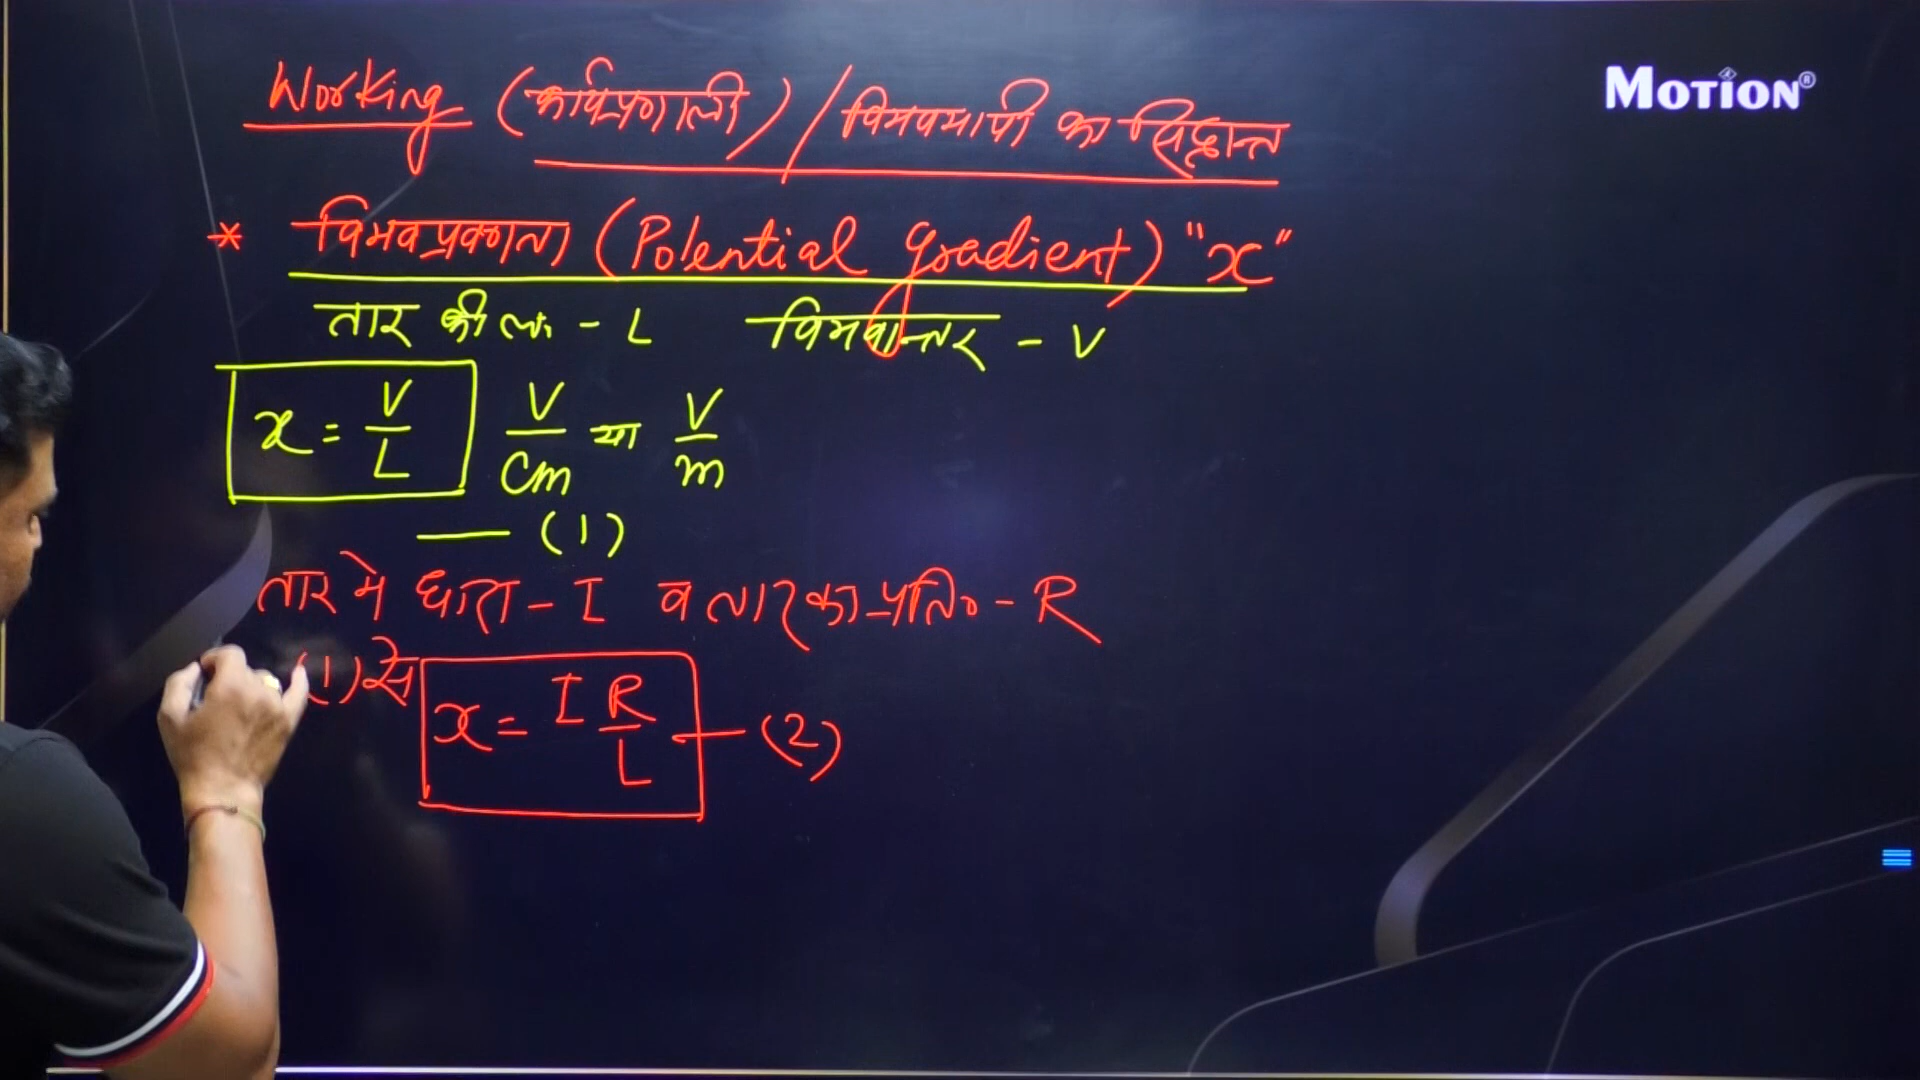 MOTION®
Working (कार्यप्रणाली) / विभवमापी का सिद्धान्त
* विभवप्रवणता (Potential gradient) "x"
तार की ल॰ - L विभवान्तर - V
x = V/L V/cm या V/m
— (1)
तार मे धारा - I व तार का प्रति॰ - R
(1) से x = I R/L — (2)